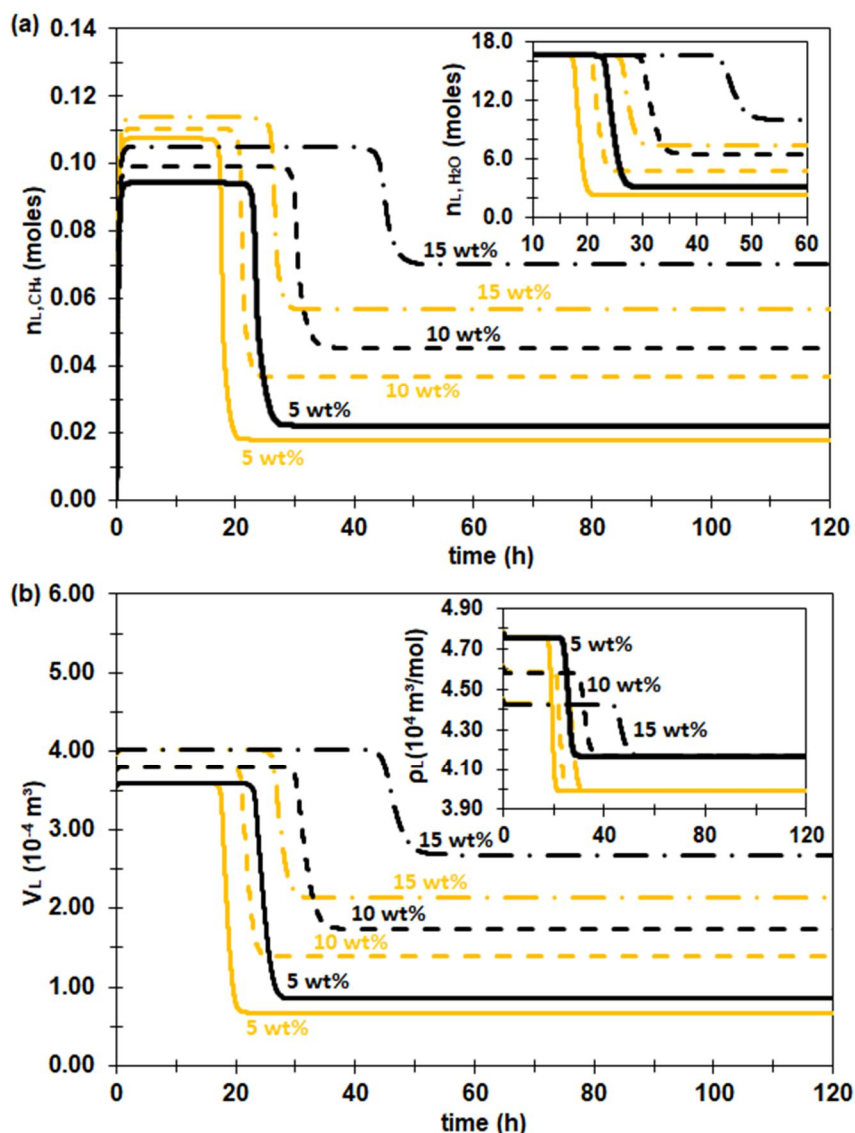 (a)
0.14
0.12
0.10
0.08
0.06
0.04
0.02
0.00
nL,CH₄ (moles)
0 20 40 60 80 100 120
time (h)
18.0
12.0
6.0
0.0
nL, H₂O (moles)
10 20 30 40 50 60
15 wt%
15 wt%
10 wt%
10 wt%
5 wt%
5 wt%
(b)
6.00
5.00
4.00
3.00
2.00
1.00
0.00
VL (10⁻⁴ m³)
0 20 40 60 80 100 120
time (h)
4.90
4.70
4.50
4.30
4.10
3.90
ρL(10⁴ m³/mol)
0 40 80 120
5 wt%
10 wt%
15 wt%
15 wt%
15 wt%
10 wt%
10 wt%
5 wt%
5 wt%